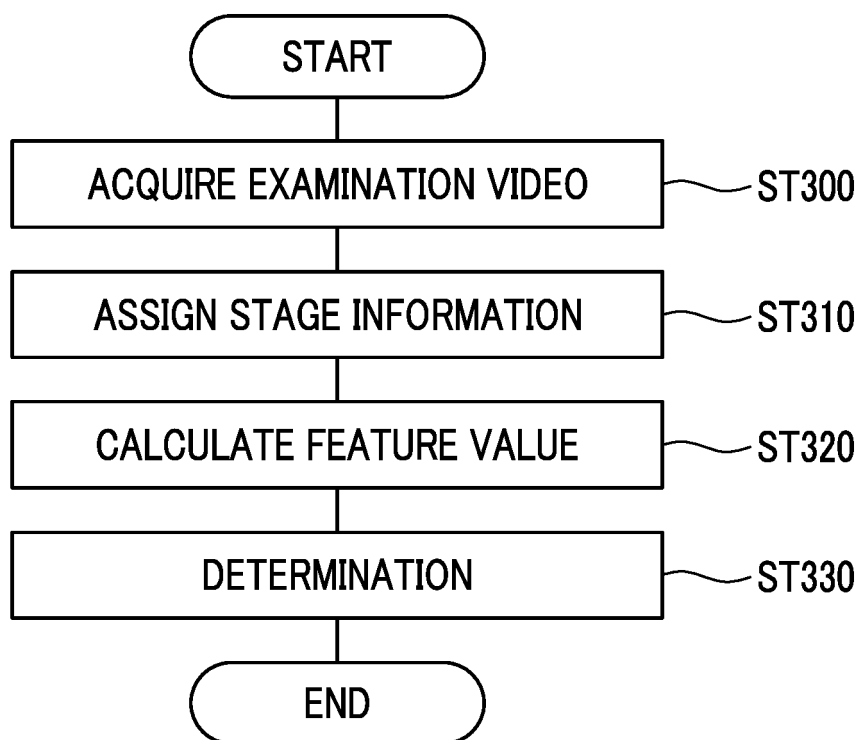 START
ACQUIRE EXAMINATION VIDEO ST300
ASSIGN STAGE INFORMATION ST310
CALCULATE FEATURE VALUE ST320
DETERMINATION ST330
END